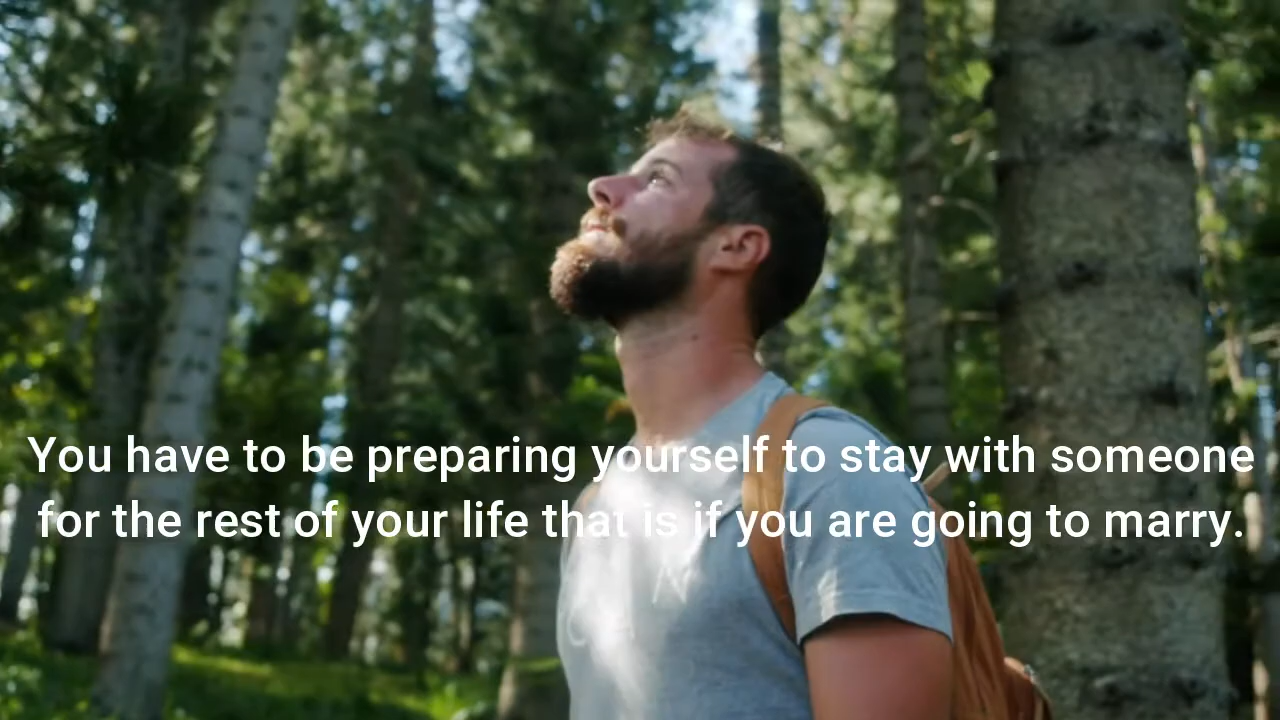 You have to be preparing yourself to stay with someone
for the rest of your life that is if you are going to marry.